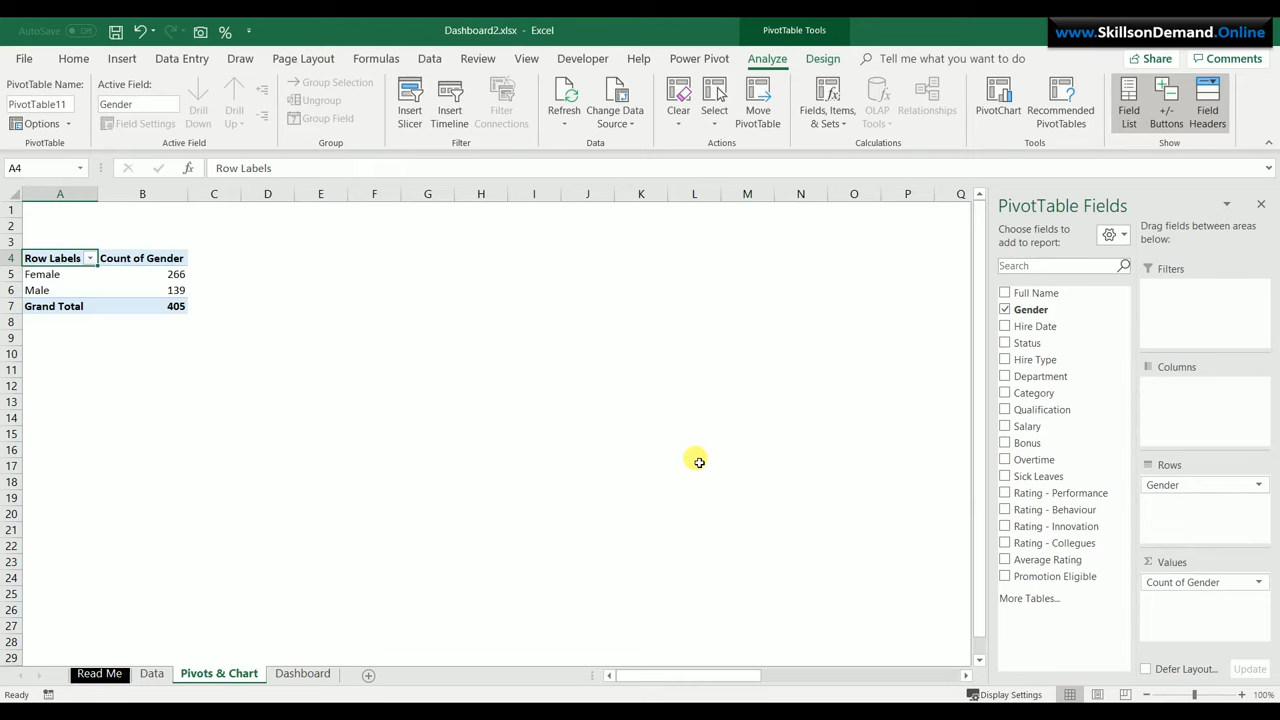 AutoSave Off
Dashboard2.xlsx - Excel
PivotTable Tools
www.SkillsonDemand.Online
File Home Insert Data Entry Draw Page Layout Formulas Data Review View Developer Help Power Pivot Analyze Design Tell me what you want to do Share Comments
PivotTable Name:
PivotTable11
Options
PivotTable
Active Field:
Gender
Field Settings
Drill Down
Drill Up
Active Field
Group Selection
Ungroup
Group Field
Group
Insert Slicer
Insert Timeline
Filter Connections
Filter
Refresh
Change Data Source
Data
Clear
Select
Move PivotTable
Actions
Fields, Items, & Sets
OLAP Tools
Relationships
Calculations
PivotChart
Recommended PivotTables
Tools
Field List
+/- Buttons
Field Headers
Show
A4 fx Row Labels
A B C D E F G H I J K L M N O P Q
1
2
3
4 Row Labels Count of Gender
5 Female 266
6 Male 139
7 Grand Total 405
8
9
10
11
12
13
14
15
16
17
18
19
20
21
22
23
24
25
26
27
28
29
PivotTable Fields
Choose fields to add to report:
Search
Full Name
Gender
Hire Date
Status
Hire Type
Department
Category
Qualification
Salary
Bonus
Overtime
Sick Leaves
Rating - Performance
Rating - Behaviour
Rating - Innovation
Rating - Collegues
Average Rating
Promotion Eligible
More Tables...
Drag fields between areas below:
Filters
Columns
Rows
Gender
Σ Values
Count of Gender
Defer Layout... Update
Read Me Data Pivots & Chart Dashboard
Ready
Display Settings
100%